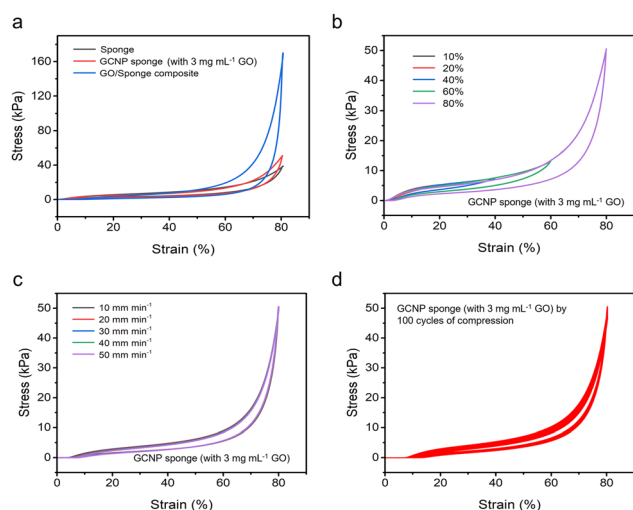 a
Stress (kPa)
160
120
80
40
0
Sponge
GCNP sponge (with 3 mg mL⁻¹ GO)
GO/Sponge composite
0 10 20 30 40 50 60 70 80
Strain (%)
b
Stress (kPa)
50
40
30
20
10
0
10%
20%
40%
60%
80%
GCNP sponge (with 3 mg mL⁻¹ GO)
0 20 40 60 80
Strain (%)
c
Stress (kPa)
50
40
30
20
10
0
10 mm min⁻¹
20 mm min⁻¹
30 mm min⁻¹
40 mm min⁻¹
50 mm min⁻¹
GCNP sponge (with 3 mg mL⁻¹ GO)
0 20 40 60 80
Strain (%)
d
Stress (kPa)
50
40
30
20
10
0
GCNP sponge (with 3 mg mL⁻¹ GO) by
100 cycles of compression
0 20 40 60 80
Strain (%)